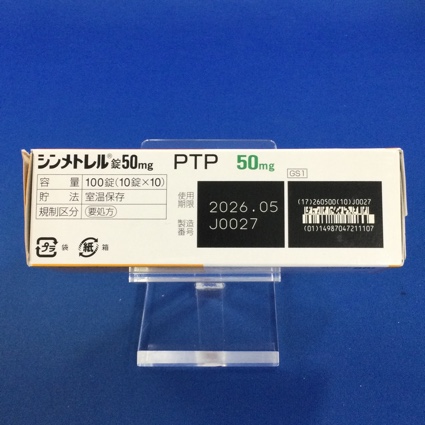 シンメトレル®錠50mg PTP 50mg
容量 100錠(10錠×10)
貯法 室温保存
規制区分 要処方
使用期限 2026.05
製造番号 J0027
GS1
(17)260500(10)J0027
(01)14987047211107
プラ 袋 紙 箱